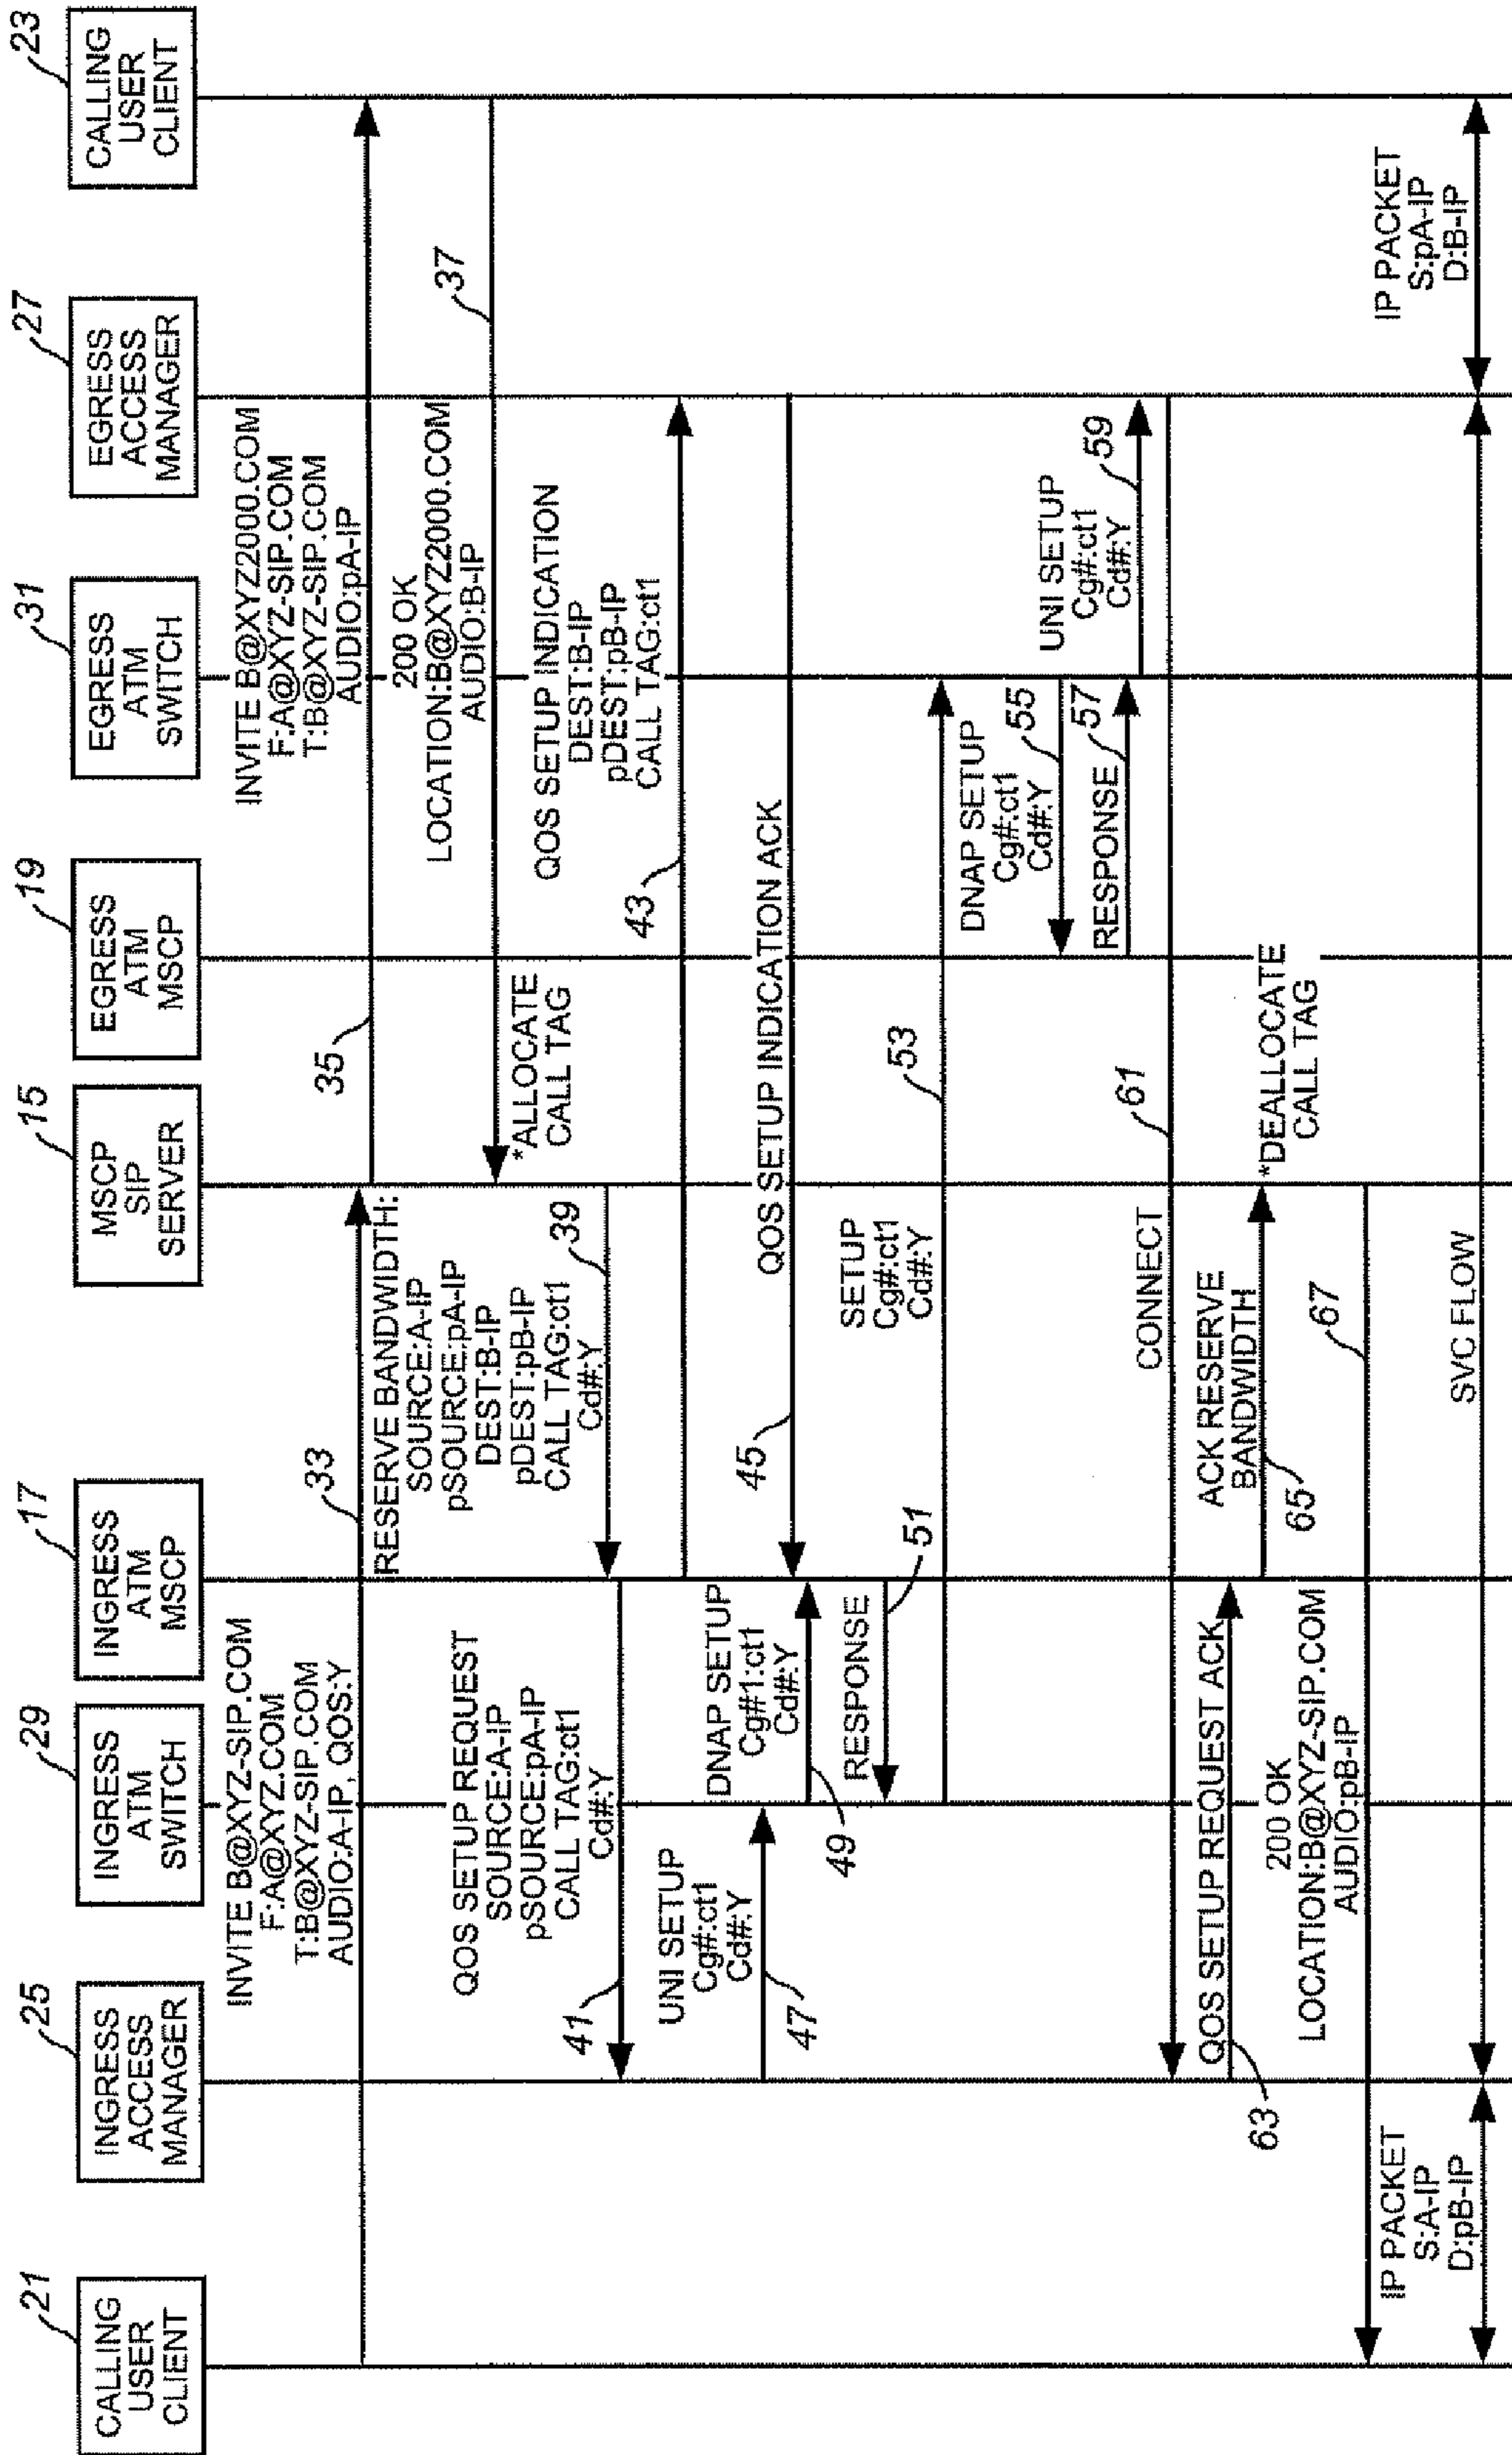 21
CALLING
USER
CLIENT
25
INGRESS
ACCESS
MANAGER
29
INGRESS
ATM
SWITCH
17
INGRESS
ATM
MSCP
15
MSCP
SIP
SERVER
19
EGRESS
ATM
MSCP
31
EGRESS
ATM
SWITCH
27
EGRESS
ACCESS
MANAGER
23
CALLING
USER
CLIENT
INVITE B@XYZ-SIP.COM
F:A@XYZ.COM
T:B@XYZ-SIP.COM
AUDIO:A-IP, QOS:Y
33
INVITE B@XYZ2000.COM
F:A@XYZ-SIP.COM
T:B@XYZ-SIP.COM
AUDIO:pA-IP
35
200 OK
LOCATION:B@XYZ2000.COM
AUDIO:B-IP
37
*ALLOCATE
CALL TAG
RESERVE BANDWIDTH:
SOURCE:A-IP
pSOURCE:pA-IP
DEST:B-IP
pDEST:pB-IP
CALL TAG:ct1
Cd#:Y
39
QOS SETUP REQUEST
SOURCE:A-IP
pSOURCE:pA-IP
CALL TAG:ct1
Cd#:Y
41
QOS SETUP INDICATION
DEST:B-IP
pDEST:pB-IP
CALL TAG:ct1
43
QOS SETUP INDICATION ACK
45
UNI SETUP
Cg#:ct1
Cd#:Y
47
DNAP SETUP
Cg#1:ct1
Cd#:Y
49
RESPONSE
51
SETUP
Cg#:ct1
Cd#:Y
53
DNAP SETUP
Cg#:ct1
Cd#:Y
55
RESPONSE
57
UNI SETUP
Cg#:ct1
Cd#:Y
59
CONNECT
61
QOS SETUP REQUEST ACK
63
ACK RESERVE
BANDWIDTH
65
*DEALLOCATE
CALL TAG
200 OK
LOCATION:B@XYZ-SIP.COM
AUDIO:pB-IP
67
IP PACKET
S:A-IP
D:pB-IP
SVC FLOW
IP PACKET
S:pA-IP
D:B-IP